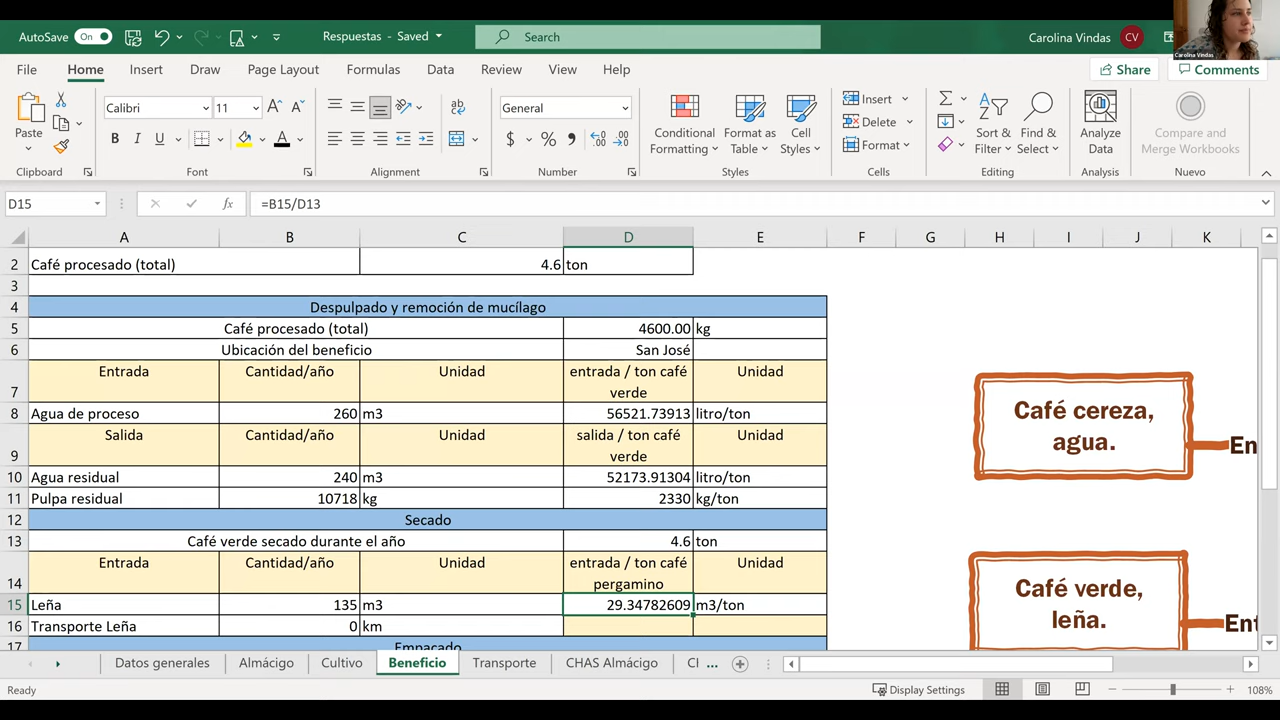 AutoSave On Respuestas - Saved Search Carolina Vindas CV
Carolina Vindas
File Home Insert Draw Page Layout Formulas Data Review View Help Share Comments
Paste Calibri 11 General Conditional Formatting Format as Table Cell Styles Insert Delete Format Sort & Filter Find & Select Analyze Data Compare and Merge Workbooks
Clipboard Font Alignment Number Styles Cells Editing Analysis Nuevo
D15 fx =B15/D13
A B C D E F G H I J K
2 Café procesado (total) 4.6 ton
3
4 Despulpado y remoción de mucílago
5 Café procesado (total) 4600.00 kg
6 Ubicación del beneficio San José
7 Entrada Cantidad/año Unidad entrada / ton café verde Unidad
8 Agua de proceso 260 m3 56521.73913 litro/ton
9 Salida Cantidad/año Unidad salida / ton café verde Unidad
10 Agua residual 240 m3 52173.91304 litro/ton
11 Pulpa residual 10718 kg 2330 kg/ton
12 Secado
13 Café verde secado durante el año 4.6 ton
14 Entrada Cantidad/año Unidad entrada / ton café pergamino Unidad
15 Leña 135 m3 29.34782609 m3/ton
16 Transporte Leña 0 km
17 Empacado
Café cereza,
agua.
En
Café verde,
leña.
Ent
Datos generales Almácigo Cultivo Beneficio Transporte CHAS Almácigo CI ...
Ready Display Settings 108%